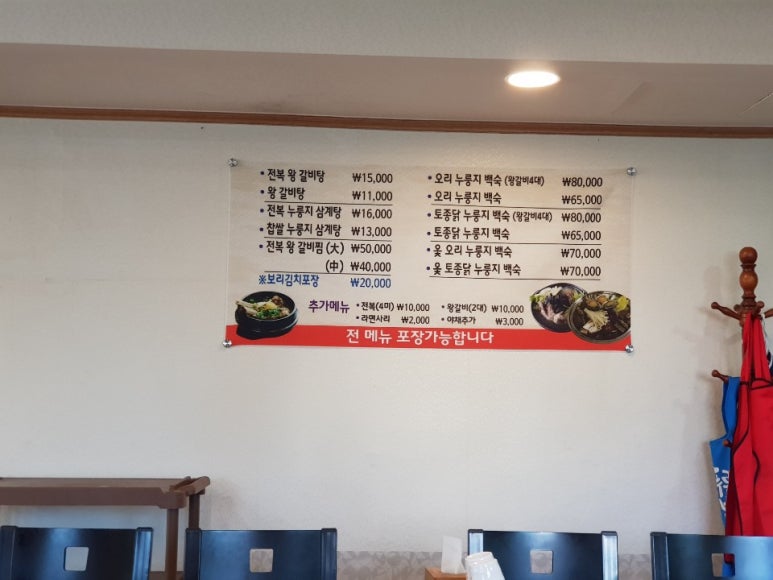 • 전복 왕 갈비탕 ₩15,000
• 왕 갈비탕 ₩11,000
• 전복 누룽지 삼계탕 ₩16,000
• 찹쌀 누룽지 삼계탕 ₩13,000
• 전복 왕 갈비찜 (大) ₩50,000
(中) ₩40,000
※보리김치포장 ₩20,000
• 오리 누룽지 백숙 (왕갈비4대) ₩80,000
• 오리 누룽지 백숙 ₩65,000
• 토종닭 누룽지 백숙 (왕갈비4대) ₩80,000
• 토종닭 누룽지 백숙 ₩65,000
• 옻 오리 누룽지 백숙 ₩70,000
• 옻 토종닭 누룽지 백숙 ₩70,000
추가메뉴 • 전복(4미) ₩10,000 • 왕갈비(2대) ₩10,000
• 라면사리 ₩2,000 • 야채추가 ₩3,000
전 메뉴 포장가능합니다